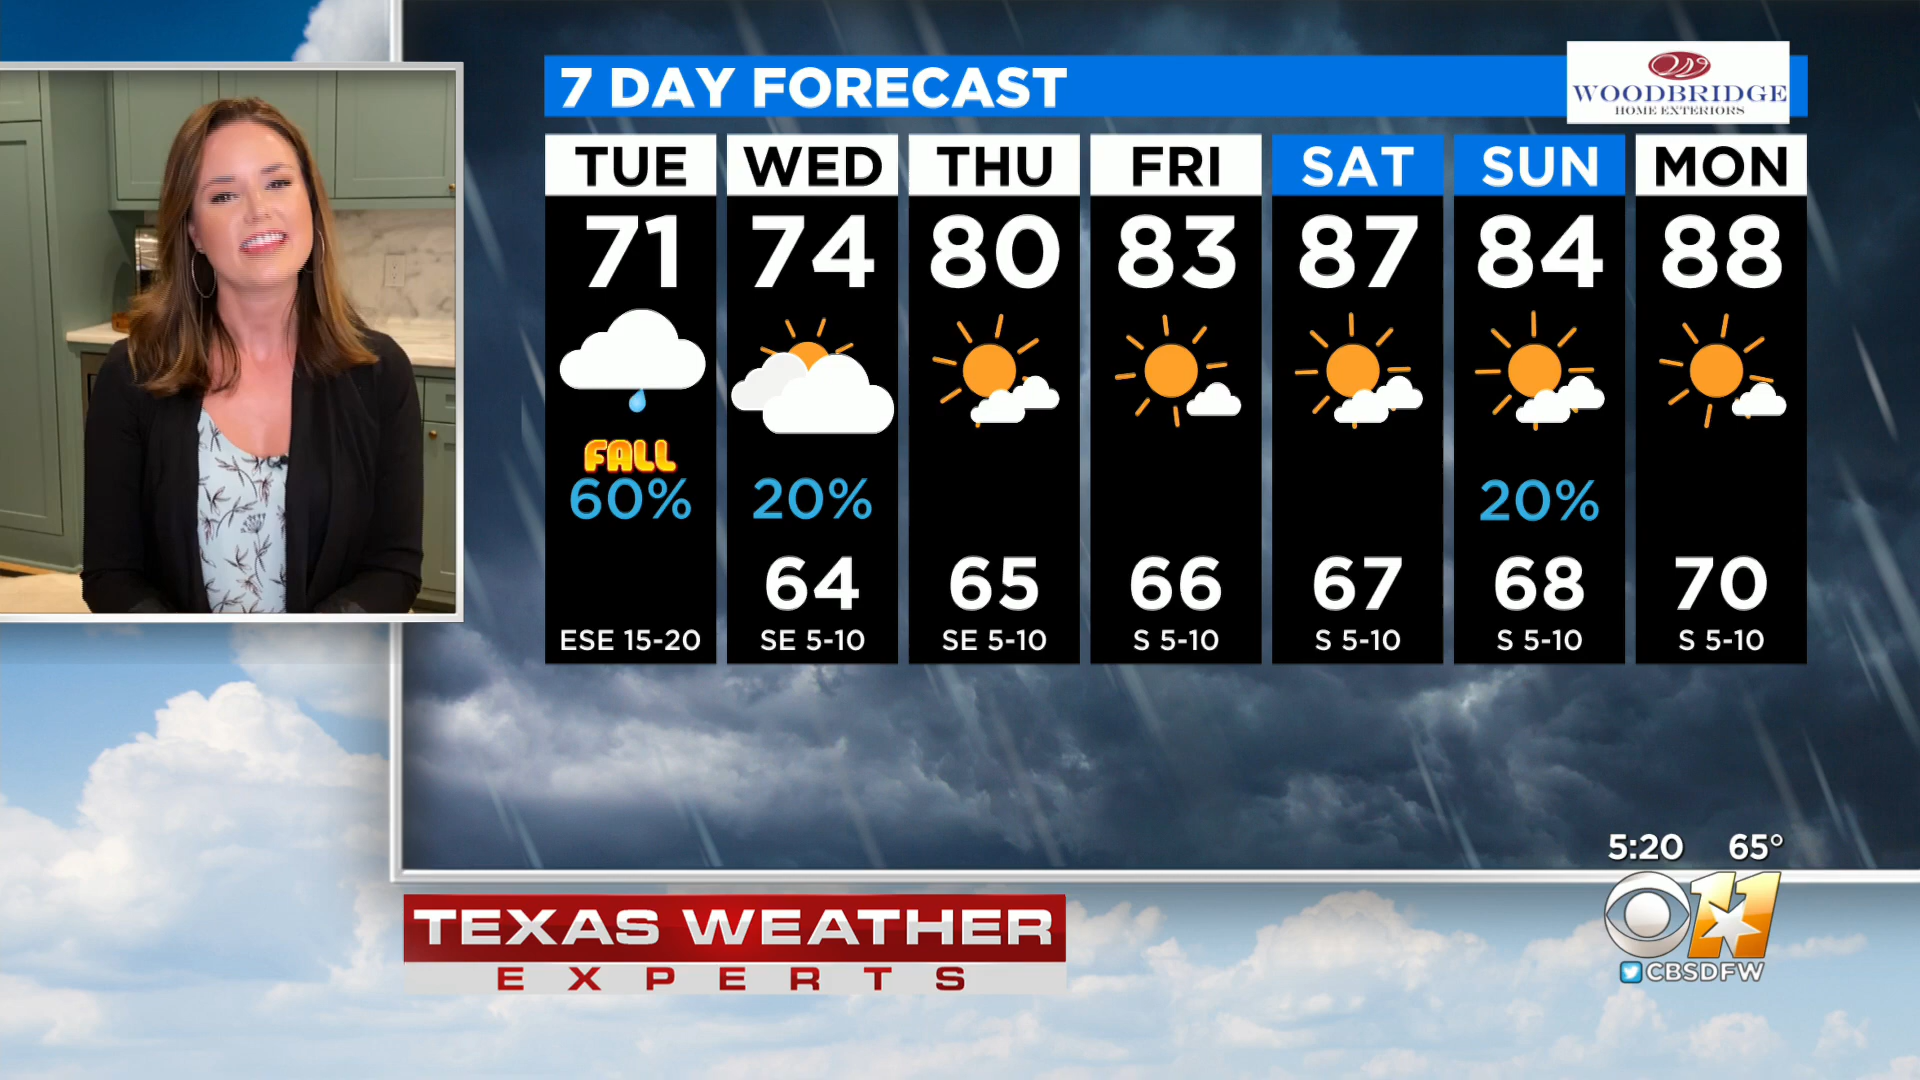 7 DAY FORECAST
WOODBRIDGE
HOME EXTERIORS
TUE WED THU FRI SAT SUN MON
71 74 80 83 87 84 88
FALL
60% 20% 20%
64 65 66 67 68 70
ESE 15-20 SE 5-10 SE 5-10 S 5-10 S 5-10 S 5-10 S 5-10
5:20 65°
11
TEXAS WEATHER
EXPERTS
CBSDFW